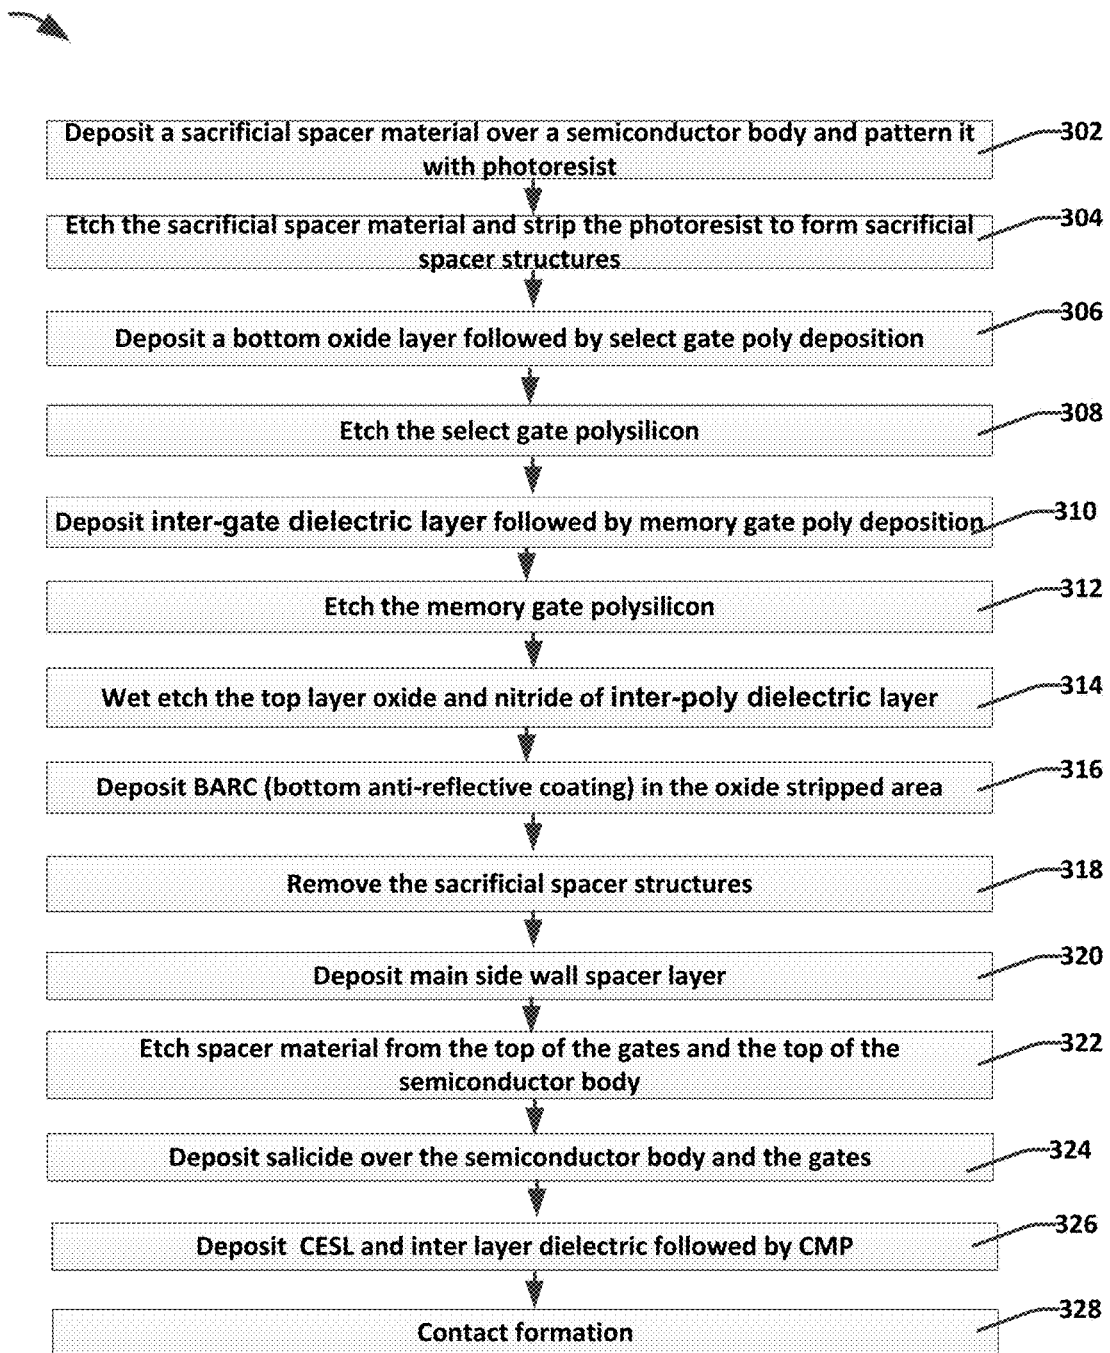 Deposit a sacrificial spacer material over a semiconductor body and pattern it
with photoresist
302
Etch the sacrificial spacer material and strip the photoresist to form sacrificial
spacer structures
304
Deposit a bottom oxide layer followed by select gate poly deposition
306
Etch the select gate polysilicon
308
Deposit inter-gate dielectric layer followed by memory gate poly deposition
310
Etch the memory gate polysilicon
312
Wet etch the top layer oxide and nitride of inter-poly dielectric layer
314
Deposit BARC (bottom anti-reflective coating) in the oxide stripped area
316
Remove the sacrificial spacer structures
318
Deposit main side wall spacer layer
320
Etch spacer material from the top of the gates and the top of the
semiconductor body
322
Deposit salicide over the semiconductor body and the gates
324
Deposit CESL and inter layer dielectric followed by CMP
326
Contact formation
328